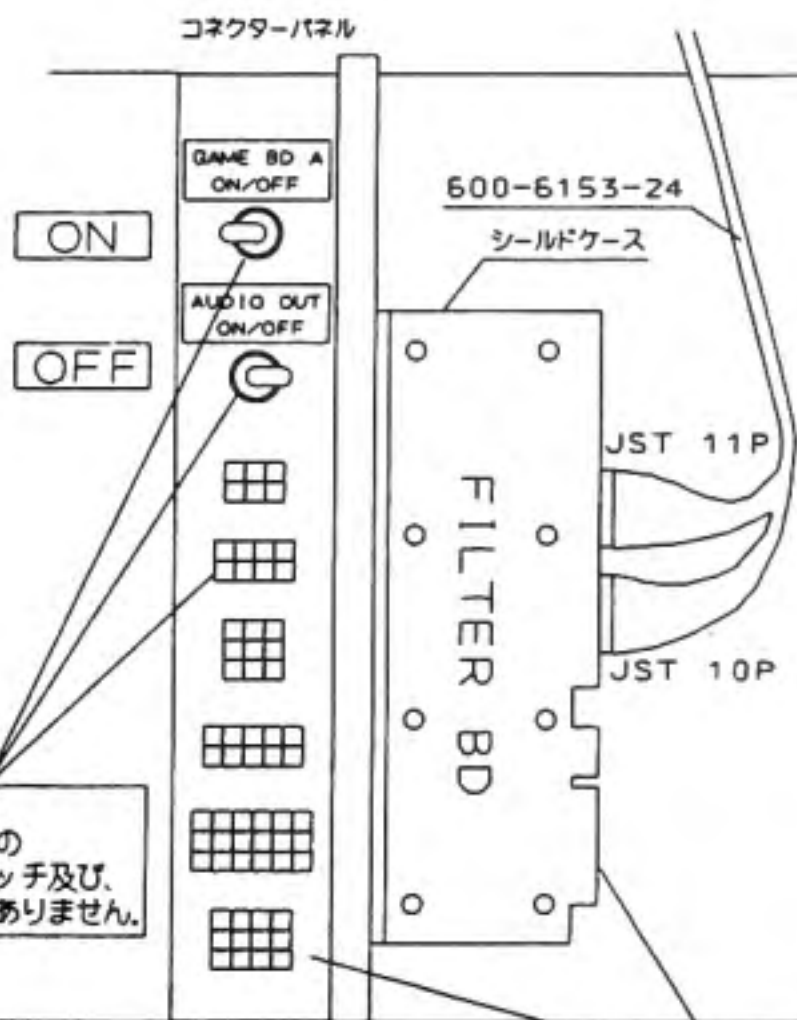 コネクターパネル
GAME BD A
ON/OFF
ON
600-6153-24
シールドケース
AUDIO OUT
ON/OFF
OFF
JST 11P
FILTER BD
JST 10P
の
ッチ及び、
ありません。